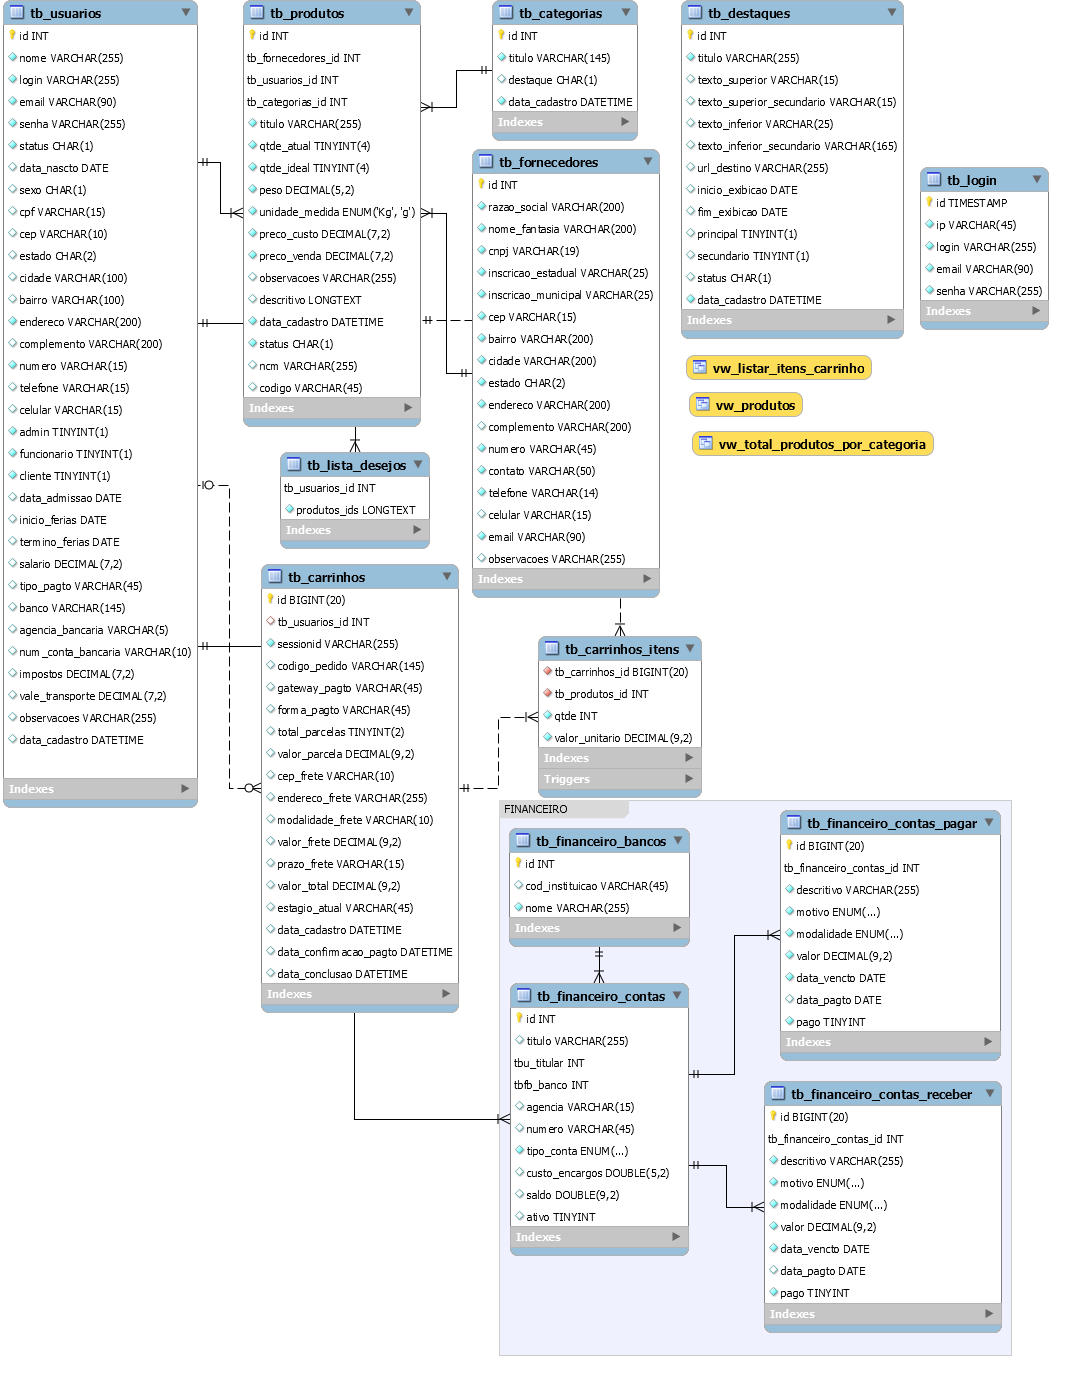 tb_usuarios
id INT
nome VARCHAR(255)
login VARCHAR(255)
email VARCHAR(90)
senha VARCHAR(255)
status CHAR(1)
data_nascto DATE
sexo CHAR(1)
cpf VARCHAR(15)
cep VARCHAR(10)
estado CHAR(2)
cidade VARCHAR(100)
bairro VARCHAR(100)
endereco VARCHAR(200)
complemento VARCHAR(200)
numero VARCHAR(15)
telefone VARCHAR(15)
celular VARCHAR(15)
admin TINYINT(1)
funcionario TINYINT(1)
cliente TINYINT(1)
data_admissao DATE
inicio_ferias DATE
termino_ferias DATE
salario DECIMAL(7,2)
tipo_pagto VARCHAR(45)
banco VARCHAR(145)
agencia_bancaria VARCHAR(5)
num_conta_bancaria VARCHAR(10)
impostos DECIMAL(7,2)
vale_transporte DECIMAL(7,2)
observacoes VARCHAR(255)
data_cadastro DATETIME
Indexes
tb_produtos
id INT
tb_fornecedores_id INT
tb_usuarios_id INT
tb_categorias_id INT
titulo VARCHAR(255)
qtde_atual TINYINT(4)
qtde_ideal TINYINT(4)
peso DECIMAL(5,2)
unidade_medida ENUM('Kg', 'g')
preco_custo DECIMAL(7,2)
preco_venda DECIMAL(7,2)
observacoes VARCHAR(255)
descritivo LONGTEXT
data_cadastro DATETIME
status CHAR(1)
ncm VARCHAR(255)
codigo VARCHAR(45)
Indexes
tb_categorias
id INT
titulo VARCHAR(145)
destaque CHAR(1)
data_cadastro DATETIME
Indexes
tb_destaques
id INT
titulo VARCHAR(255)
texto_superior VARCHAR(15)
texto_superior_secundario VARCHAR(15)
texto_inferior VARCHAR(25)
texto_inferior_secundario VARCHAR(165)
url_destino VARCHAR(255)
inicio_exibicao DATE
fim_exibicao DATE
principal TINYINT(1)
secundario TINYINT(1)
status CHAR(1)
data_cadastro DATETIME
Indexes
tb_login
id TIMESTAMP
ip VARCHAR(45)
login VARCHAR(255)
email VARCHAR(90)
senha VARCHAR(255)
Indexes
tb_fornecedores
id INT
razao_social VARCHAR(200)
nome_fantasia VARCHAR(200)
cnpj VARCHAR(19)
inscricao_estadual VARCHAR(25)
inscricao_municipal VARCHAR(25)
cep VARCHAR(15)
bairro VARCHAR(200)
cidade VARCHAR(200)
estado CHAR(2)
endereco VARCHAR(200)
complemento VARCHAR(200)
numero VARCHAR(45)
contato VARCHAR(50)
telefone VARCHAR(14)
celular VARCHAR(15)
email VARCHAR(90)
observacoes VARCHAR(255)
Indexes
vw_listar_itens_carrinho
vw_produtos
vw_total_produtos_por_categoria
tb_lista_desejos
tb_usuarios_id INT
produtos_ids LONGTEXT
Indexes
tb_carrinhos
id BIGINT(20)
tb_usuarios_id INT
sessionid VARCHAR(255)
codigo_pedido VARCHAR(145)
gateway_pagto VARCHAR(45)
forma_pagto VARCHAR(45)
total_parcelas TINYINT(2)
valor_parcela DECIMAL(9,2)
cep_frete VARCHAR(10)
endereco_frete VARCHAR(255)
modalidade_frete VARCHAR(10)
valor_frete DECIMAL(9,2)
prazo_frete VARCHAR(15)
valor_total DECIMAL(9,2)
estagio_atual VARCHAR(45)
data_cadastro DATETIME
data_confirmacao_pagto DATETIME
data_conclusao DATETIME
Indexes
tb_carrinhos_itens
tb_carrinhos_id BIGINT(20)
tb_produtos_id INT
qtde INT
valor_unitario DECIMAL(9,2)
Indexes
Triggers
FINANCEIRO
tb_financeiro_bancos
id INT
cod_instituicao VARCHAR(45)
nome VARCHAR(255)
Indexes
tb_financeiro_contas_pagar
id BIGINT(20)
tb_financeiro_contas_id INT
descritivo VARCHAR(255)
motivo ENUM(...)
modalidade ENUM(...)
valor DECIMAL(9,2)
data_vencto DATE
data_pagto DATE
pago TINYINT
Indexes
tb_financeiro_contas
id INT
titulo VARCHAR(255)
tbu_titular INT
tbfb_banco INT
agencia VARCHAR(15)
numero VARCHAR(45)
tipo_conta ENUM(...)
custo_encargos DOUBLE(5,2)
saldo DOUBLE(9,2)
ativo TINYINT
Indexes
tb_financeiro_contas_receber
id BIGINT(20)
tb_financeiro_contas_id INT
descritivo VARCHAR(255)
motivo ENUM(...)
modalidade ENUM(...)
valor DECIMAL(9,2)
data_vencto DATE
data_pagto DATE
pago TINYINT
Indexes